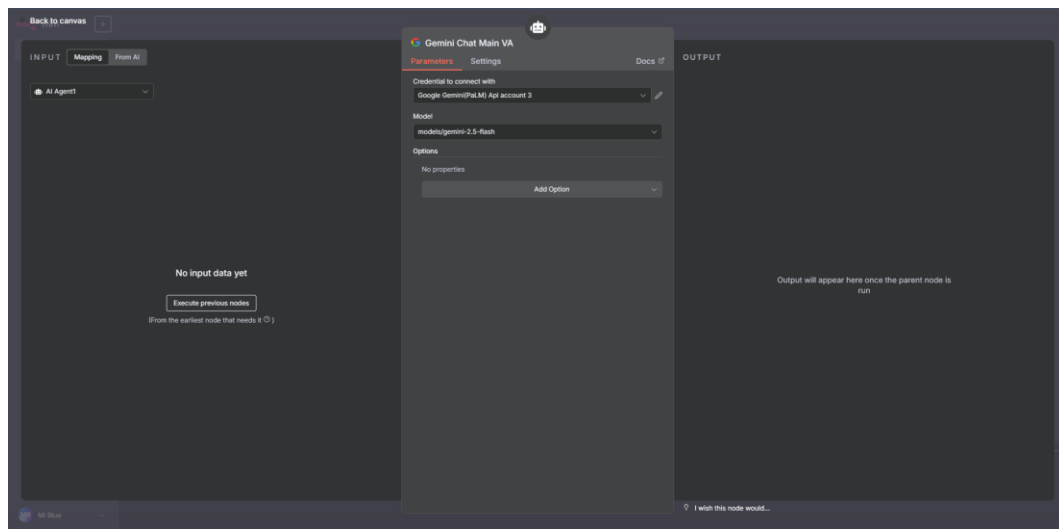 Back to canvas
INPUT Mapping From AI
AI Agent1
No input data yet
Execute previous nodes
(From the earliest node that needs it )
Gemini Chat Main VA
Parameters Settings Docs
Credential to connect with
Google Gemini(PaLM) Api account 3
Model
models/gemini-2.5-flash
Options
No properties
Add Option
OUTPUT
Output will appear here once the parent node is
run
I wish this node would...